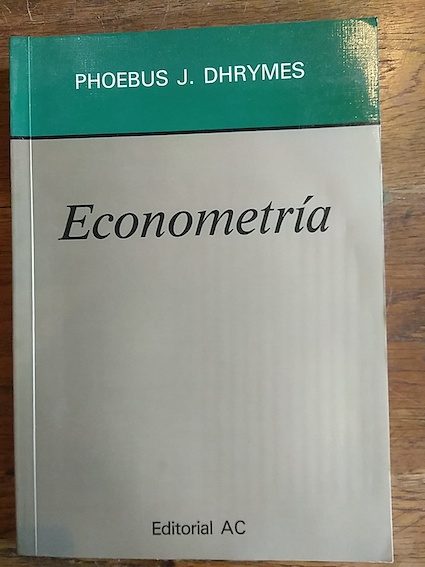 PHOEBUS J. DHRYMES
Econometría
Editorial AC